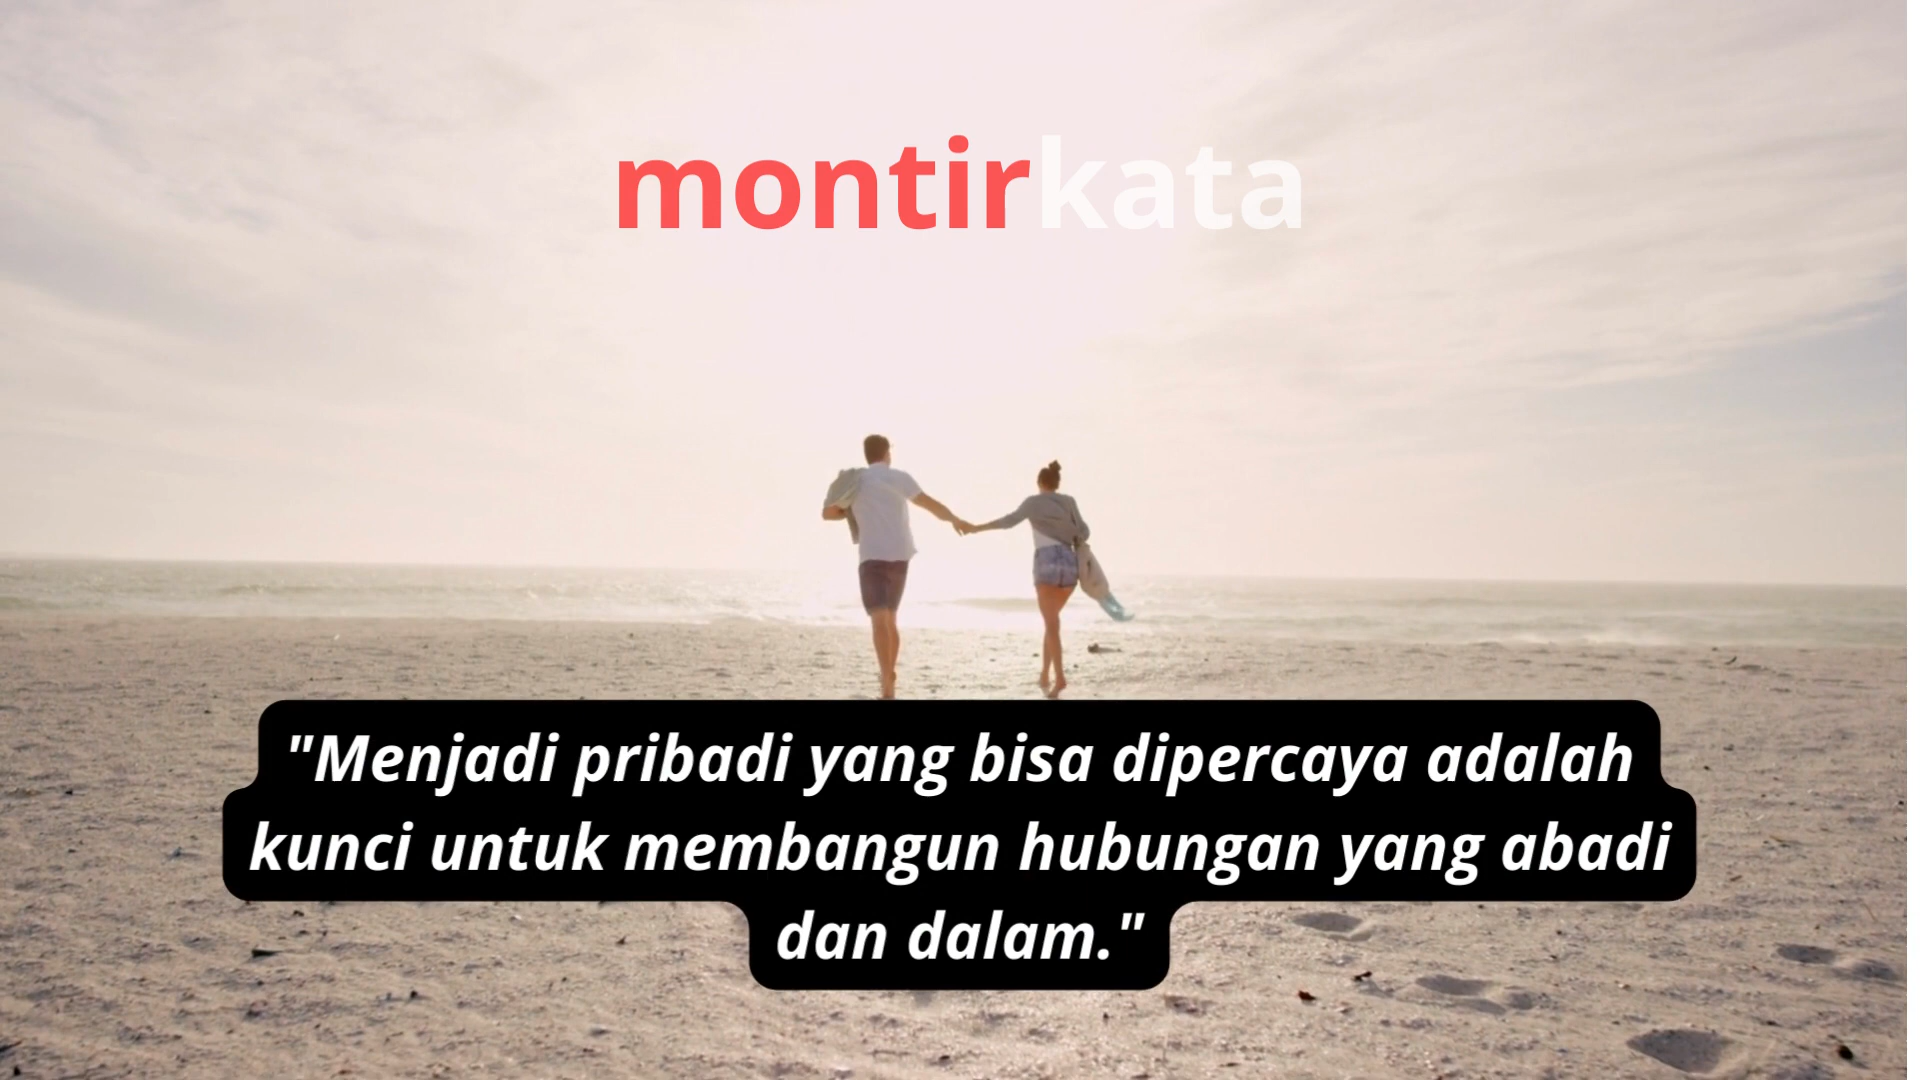 montirkata
"Menjadi pribadi yang bisa dipercaya adalah
kunci untuk membangun hubungan yang abadi
dan dalam."